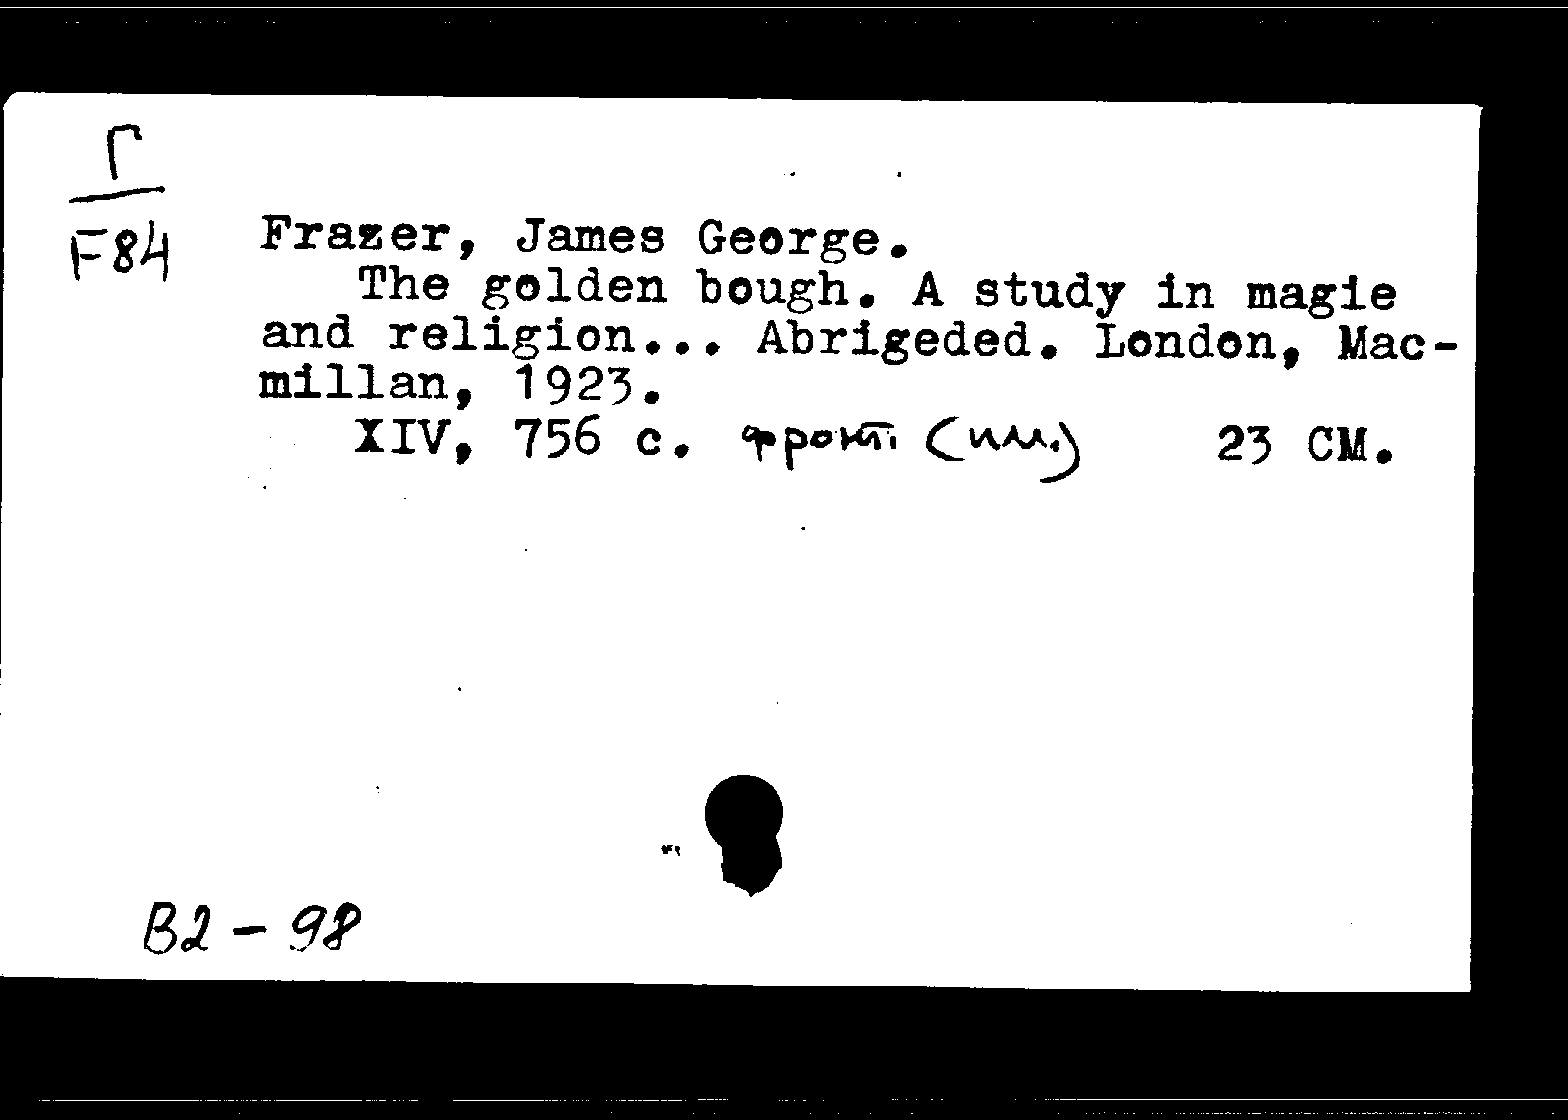 Г
F84
Frazer, James George.
The golden bough. A study in magie
and religion... Abrigeded. London, Mac-
millan, 1923.
XIV, 756 c. фронт. (илл.) 23 CM.
B2 - 98